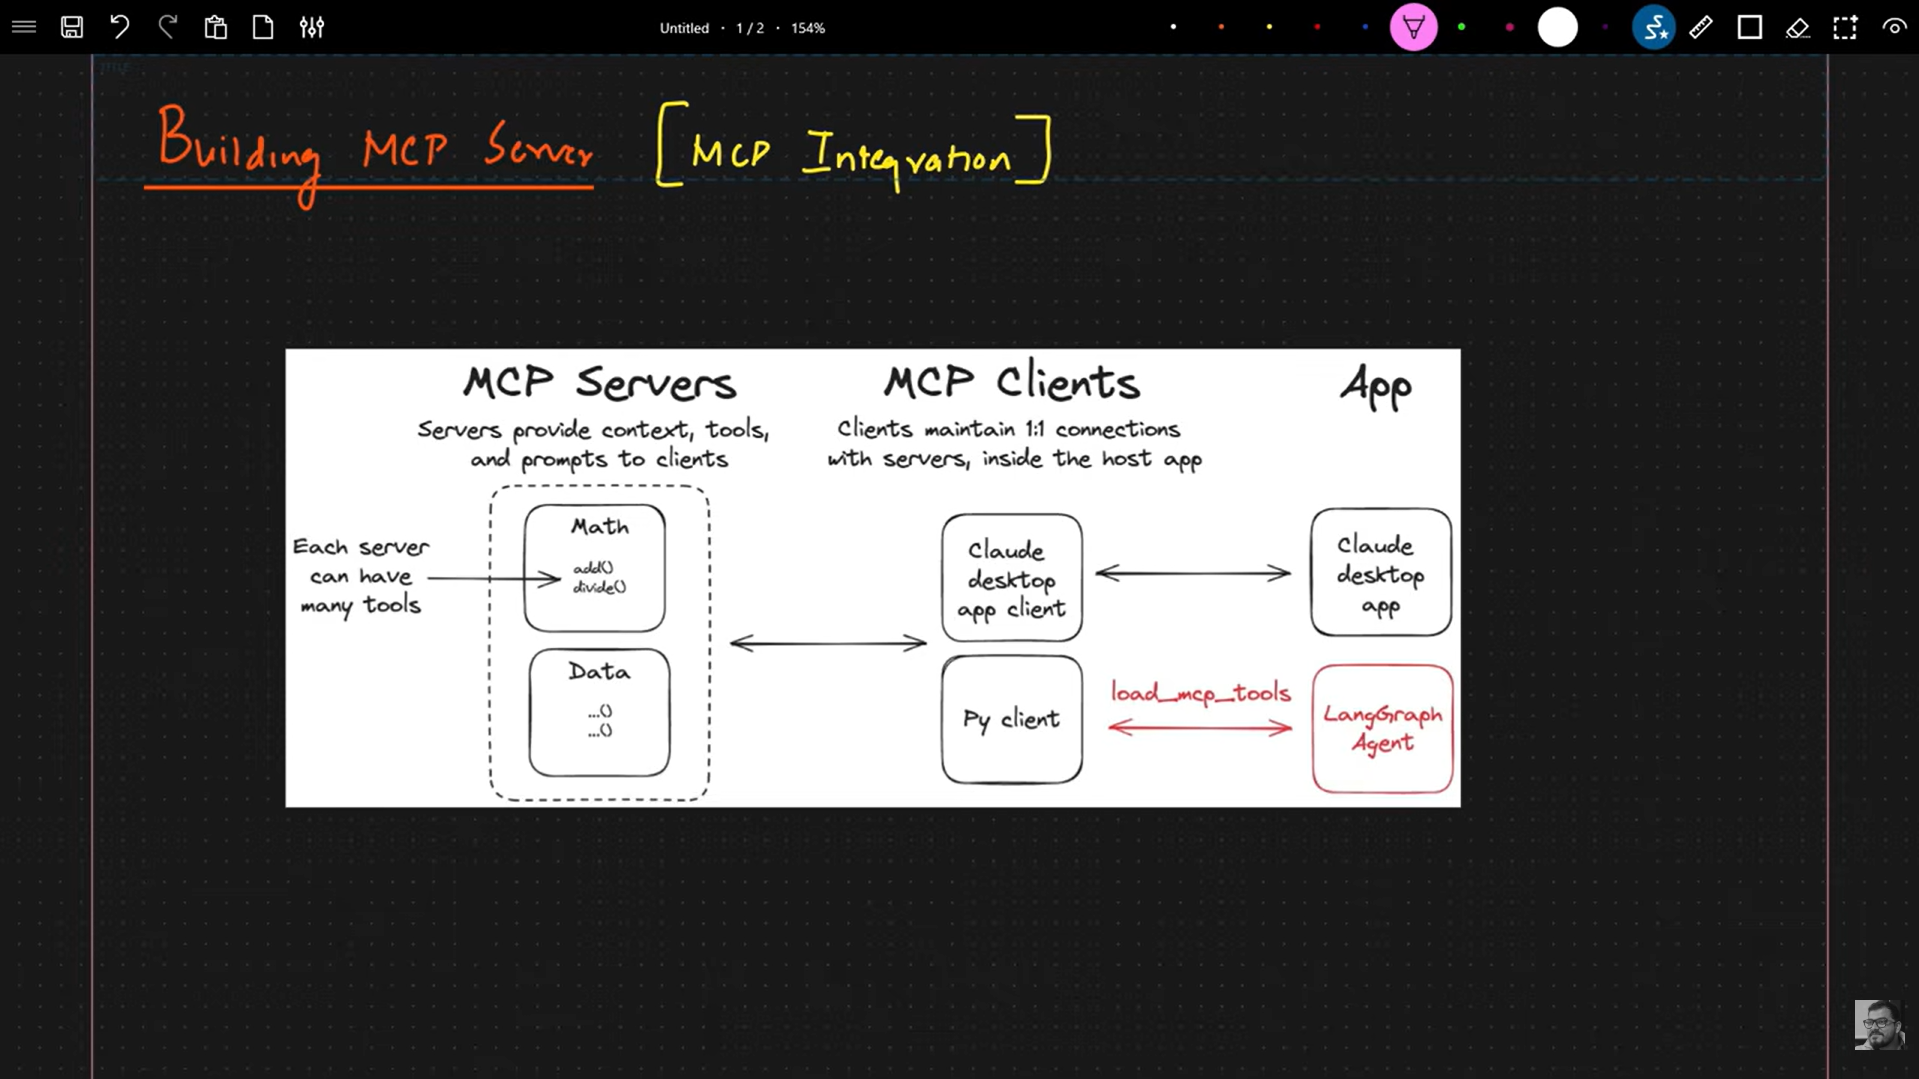 Untitled · 1 / 2 · 154%
Building MCP Server [MCP Integration]
MCP Servers
Servers provide context, tools,
and prompts to clients
MCP Clients
Clients maintain 1:1 connections
with servers, inside the host app
App
Each server
can have
many tools
Math
add()
divide()
Data
...()
...()
Claude
desktop
app client
Py client
load_mcp_tools
Claude
desktop
app
LangGraph
Agent